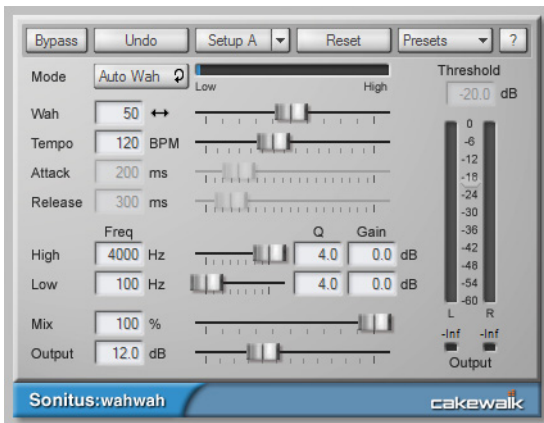 Bypass Undo Setup A Reset Presets ?
Mode Auto Wah Low High Threshold
-20.0 dB
Wah 50
Tempo 120 BPM
Attack 200 ms
Release 300 ms
Freq Q Gain
High 4000 Hz 4.0 0.0 dB
Low 100 Hz 4.0 0.0 dB
Mix 100 %
Output 12.0 dB
0
-6
-12
-18
-24
-30
-36
-42
-48
-54
-60
L R
-Inf -Inf
Output
Sonitus:wahwah cakewalk